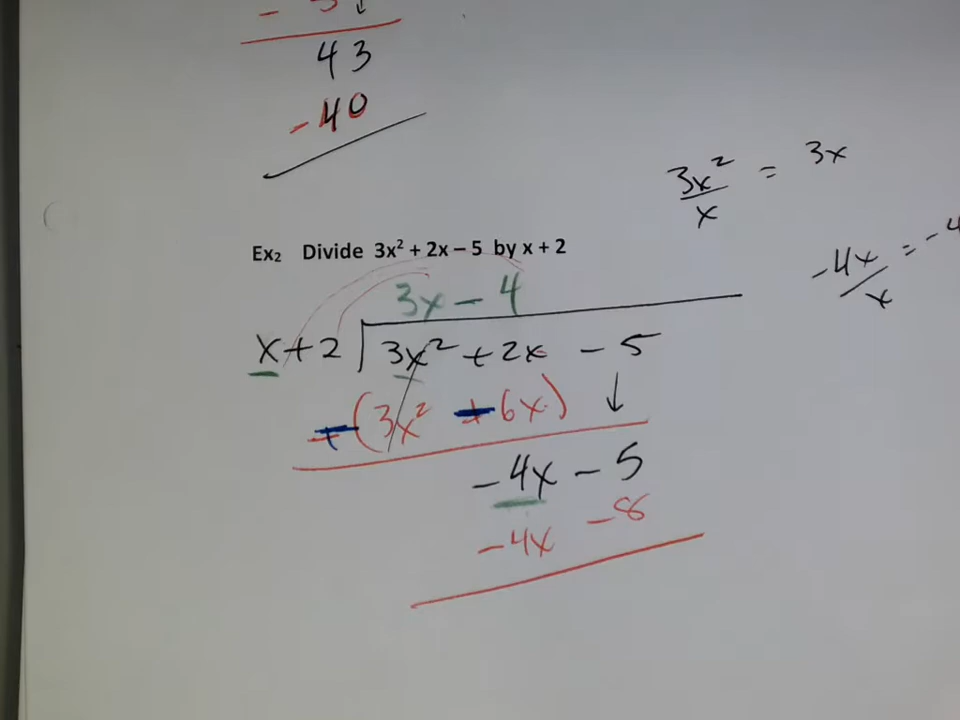 43
-40
3x² / x = 3x
Ex2 Divide 3x² + 2x – 5 by x + 2
-4x / x = -4
3x - 4
x + 2 3x² + 2x - 5
-(3x² + 6x) ↓
-4x - 5
-4x - 8